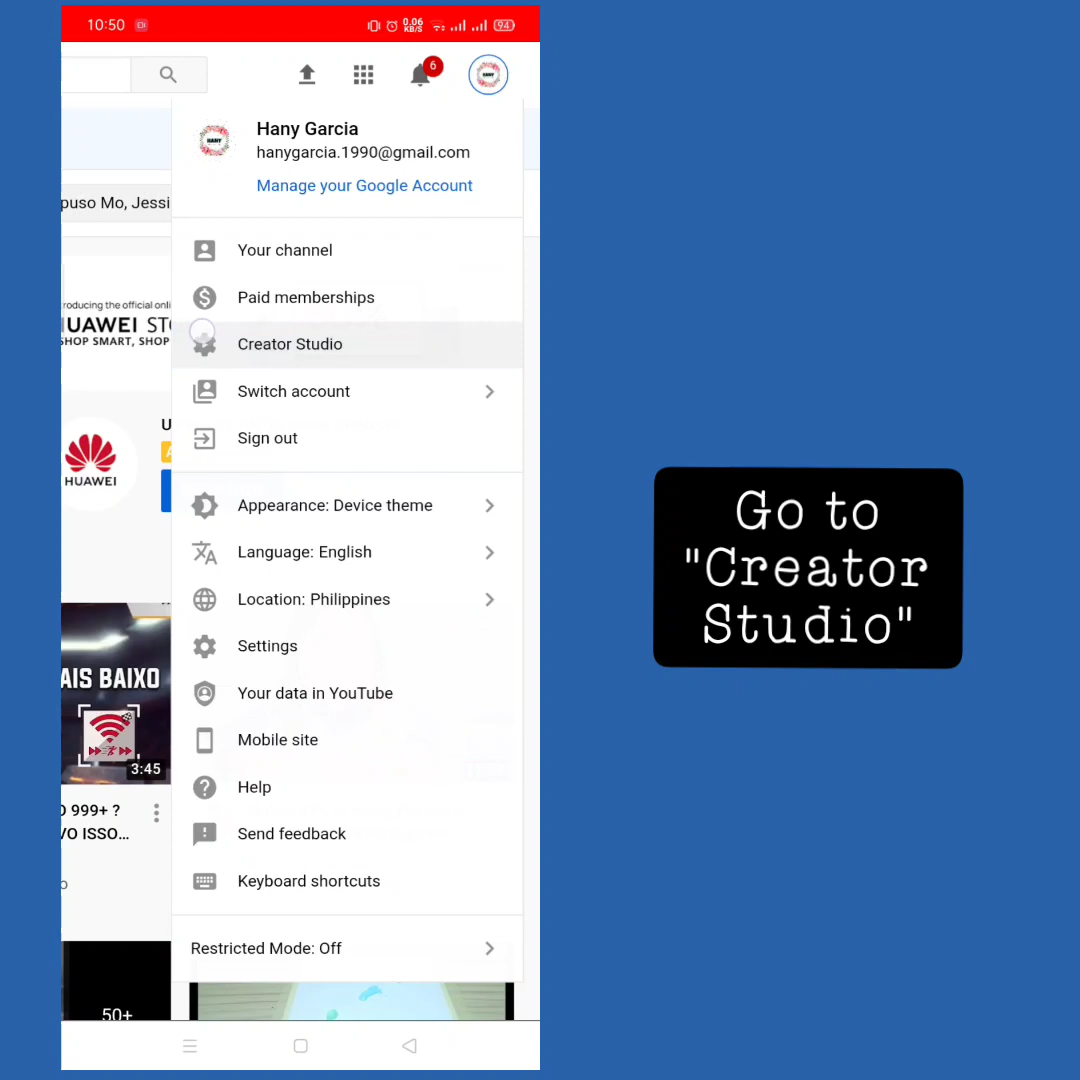 10:50
0.06
KB/S
94
6
HANY
Hany Garcia
HANY
hanygarcia.1990@gmail.com
Manage your Google Account
puso Mo, Jessi
Your channel
Paid memberships
roducing the official onli
UAWEI ST
SHOP SMART, SHOP
Creator Studio
Switch account
U
HUAWEI
Sign out
Appearance: Device theme
Language: English
Location: Philippines
Settings
AIS BAIXO
Your data in YouTube
Mobile site
3:45
Help
O 999+ ?
VO ISSO...
Send feedback
Keyboard shortcuts
o
Restricted Mode: Off
50+
Go to
"Creator
Studio"